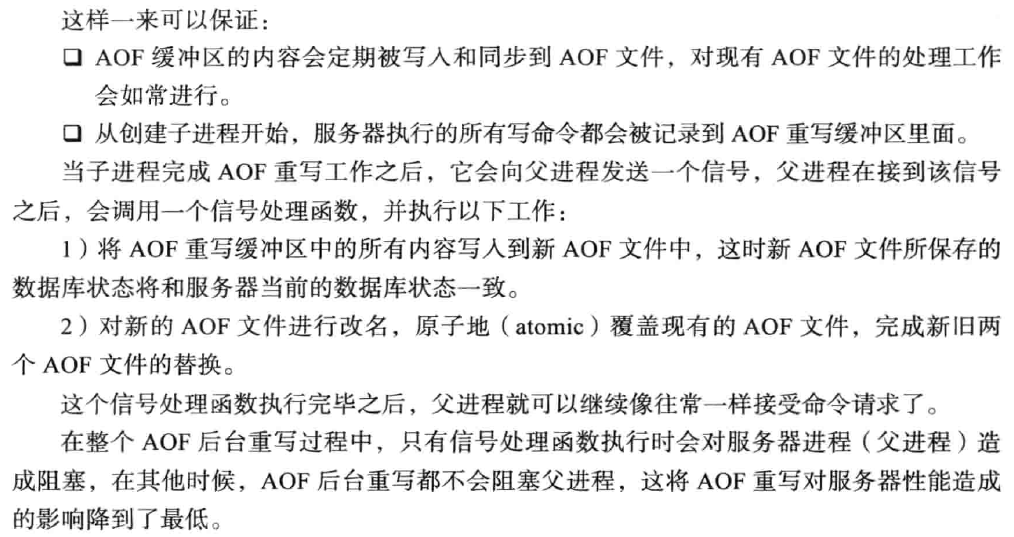 这样一来可以保证：
❑ AOF 缓冲区的内容会定期被写入和同步到 AOF 文件，对现有 AOF 文件的处理工作
会如常进行。
❑ 从创建子进程开始，服务器执行的所有写命令都会被记录到 AOF 重写缓冲区里面。
当子进程完成 AOF 重写工作之后，它会向父进程发送一个信号，父进程在接到该信号
之后，会调用一个信号处理函数，并执行以下工作：
1）将 AOF 重写缓冲区中的所有内容写入到新 AOF 文件中，这时新 AOF 文件所保存的
数据库状态将和服务器当前的数据库状态一致。
2）对新的 AOF 文件进行改名，原子地（atomic）覆盖现有的 AOF 文件，完成新旧两
个 AOF 文件的替换。
这个信号处理函数执行完毕之后，父进程就可以继续像往常一样接受命令请求了。
在整个 AOF 后台重写过程中，只有信号处理函数执行时会对服务器进程（父进程）造
成阻塞，在其他时候，AOF 后台重写都不会阻塞父进程，这将 AOF 重写对服务器性能造成
的影响降到了最低。